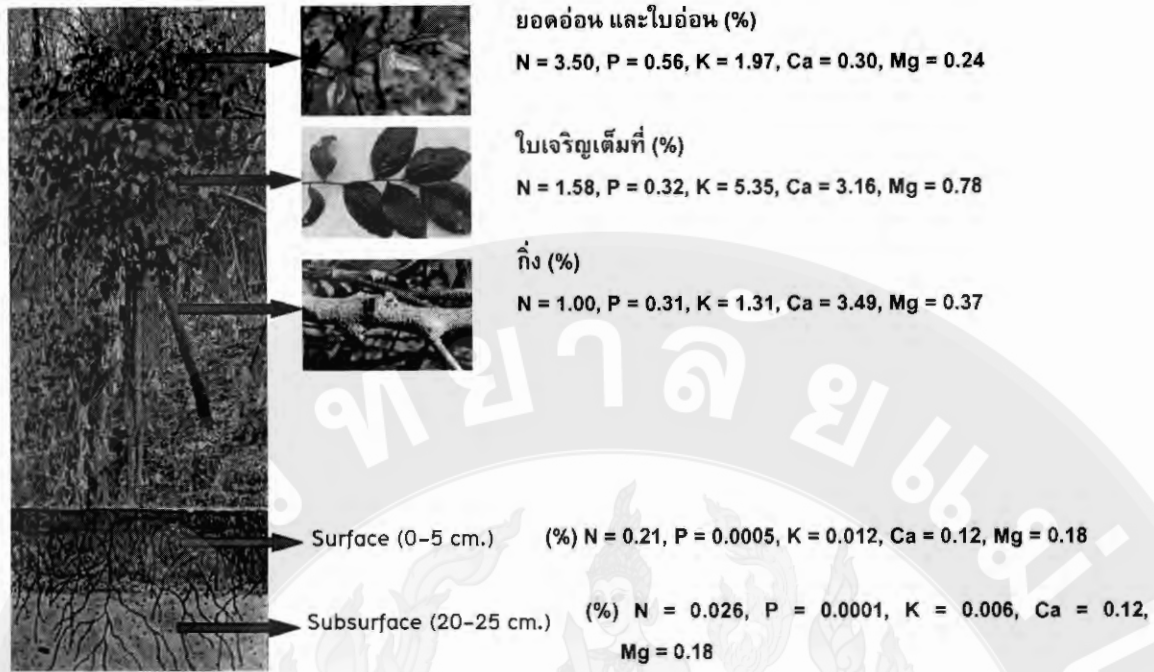 ยอดอ่อน และใบอ่อน (%)
N = 3.50, P = 0.56, K = 1.97, Ca = 0.30, Mg = 0.24
ใบเจริญเต็มที่ (%)
N = 1.58, P = 0.32, K = 5.35, Ca = 3.16, Mg = 0.78
กิ่ง (%)
N = 1.00, P = 0.31, K = 1.31, Ca = 3.49, Mg = 0.37
Surface (0-5 cm.) (%) N = 0.21, P = 0.0005, K = 0.012, Ca = 0.12, Mg = 0.18
Subsurface (20-25 cm.) (%) N = 0.026, P = 0.0001, K = 0.006, Ca = 0.12,
Mg = 0.18